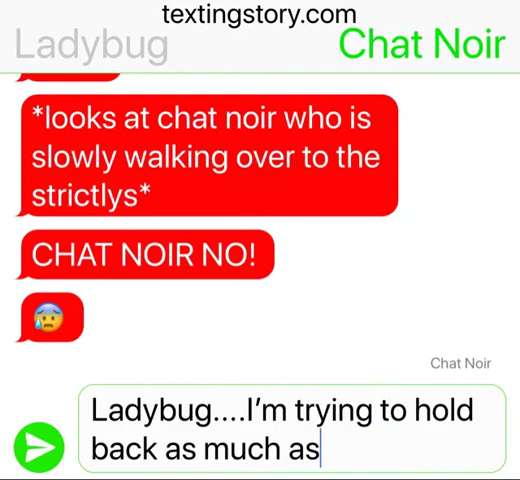 textingstory.com
Ladybug Chat Noir
*looks at chat noir who is
slowly walking over to the
strictlys*
CHAT NOIR NO!
Chat Noir
Ladybug....I'm trying to hold
back as much as